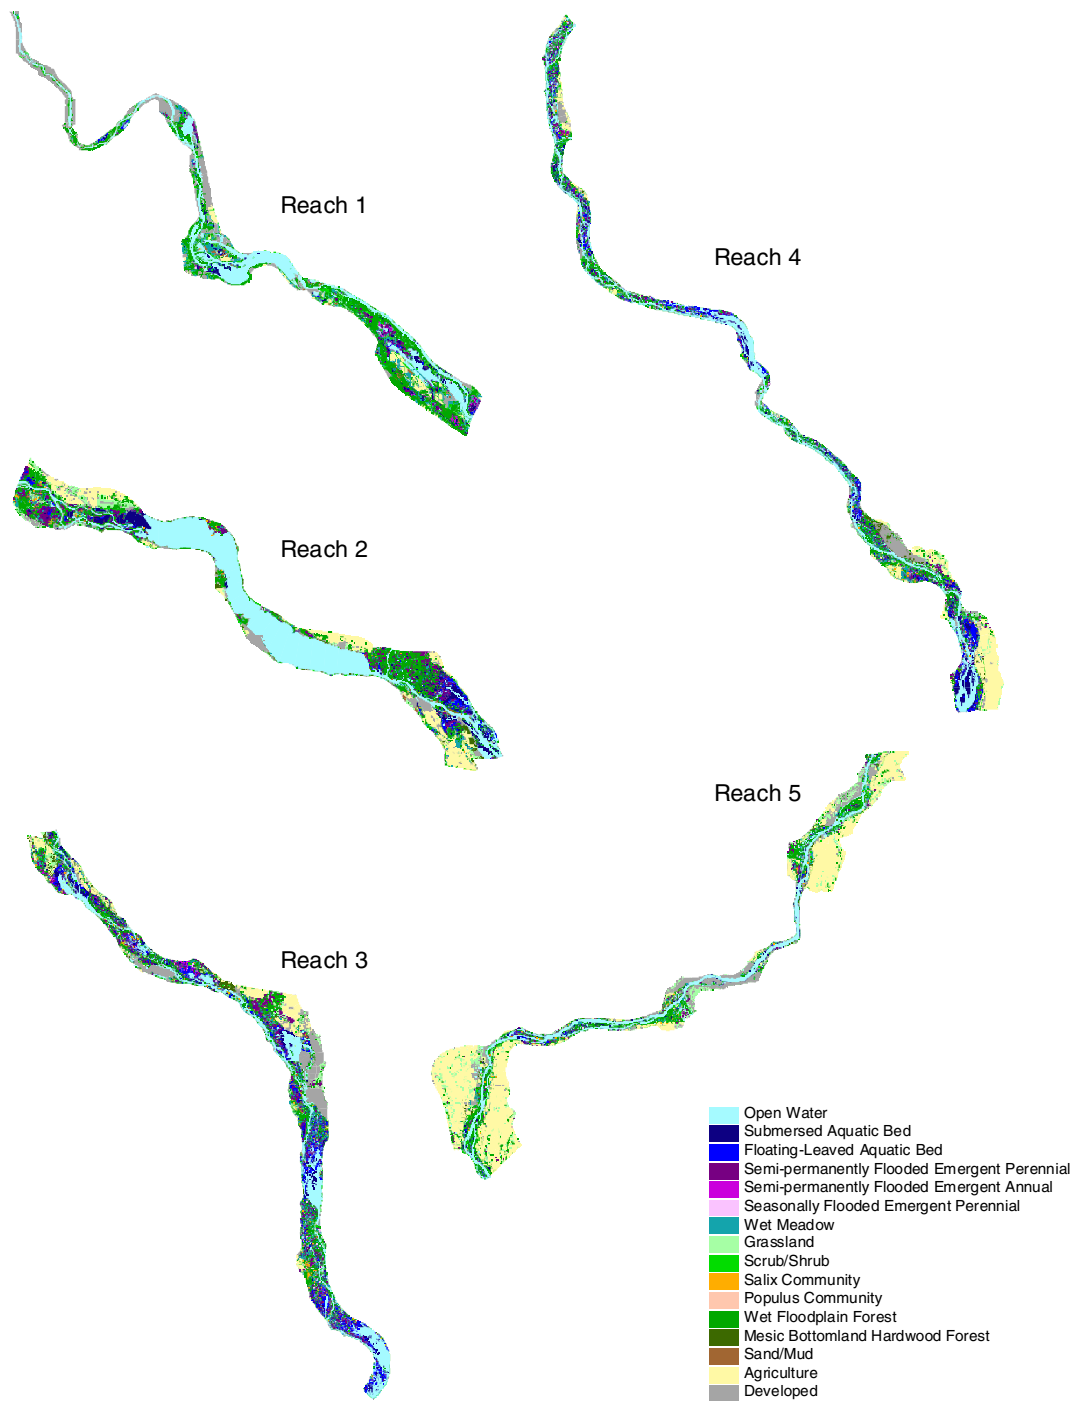 Reach 1
Reach 4
Reach 2
Reach 5
Reach 3
Open Water
Submersed Aquatic Bed
Floating-Leaved Aquatic Bed
Semi-permanently Flooded Emergent Perennial
Semi-permanently Flooded Emergent Annual
Seasonally Flooded Emergent Perennial
Wet Meadow
Grassland
Scrub/Shrub
Salix Community
Populus Community
Wet Floodplain Forest
Mesic Bottomland Hardwood Forest
Sand/Mud
Agriculture
Developed